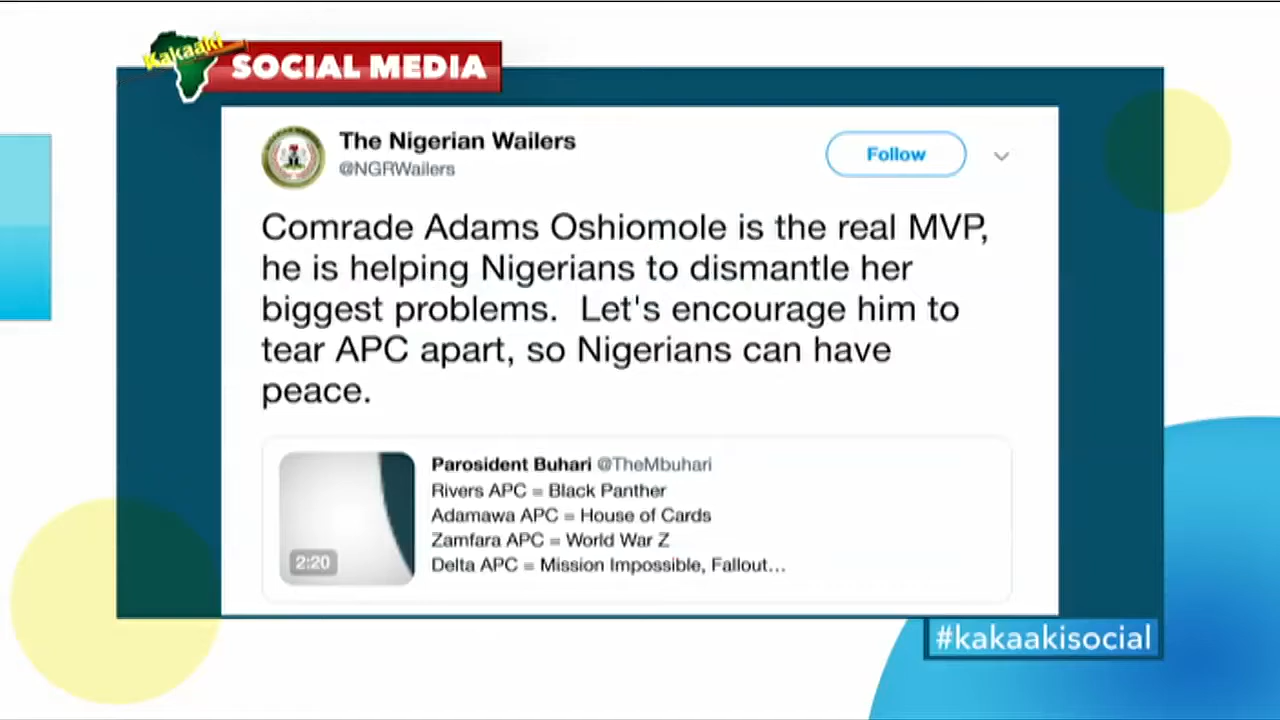 Kakaaki
SOCIAL MEDIA
The Nigerian Wailers
@NGRWailers
Follow
Comrade Adams Oshiomole is the real MVP,
he is helping Nigerians to dismantle her
biggest problems.  Let's encourage him to
tear APC apart, so Nigerians can have
peace.
Parosident Buhari @TheMbuhari
Rivers APC = Black Panther
Adamawa APC = House of Cards
Zamfara APC = World War Z
Delta APC = Mission Impossible, Fallout...
2:20
#kakaakisocial